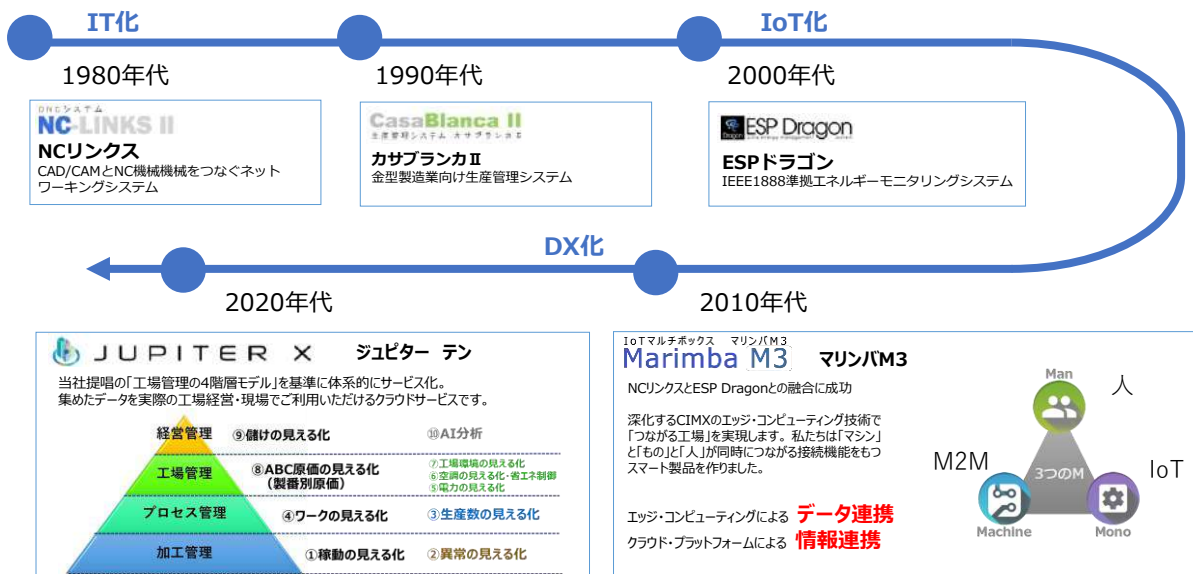 IT化
IoT化
1980年代
1990年代
2000年代
DNCシステム
NC-LINKS II
NCリンクス
CAD/CAMとNC機械機械をつなぐネット
ワーキングシステム
CasaBlanca II
生産管理システム カサブランカⅡ
カサブランカⅡ
金型製造業向け生産管理システム
Dragon
ESP Dragon
ESPドラゴン
IEEE1888準拠エネルギーモニタリングシステム
DX化
2020年代
2010年代
JUPITER X ジュピター テン
当社提唱の「工場管理の4階層モデル」を基準に体系的にサービス化。
集めたデータを実際の工場経営・現場でご利用いただけるクラウドサービスです。
経営管理 ⑨儲けの見える化 ⑩AI分析
工場管理 ⑧ABC原価の見える化
（製番別原価）
⑦工場環境の見える化
⑥空調の見える化・省エネ制御
⑤電力の見える化
プロセス管理 ④ワークの見える化 ③生産数の見える化
加工管理 ①稼動の見える化 ②異常の見える化
IoTマルチボックス マリンバM3
Marimba M3 マリンバM3
NCリンクスとESP Dragonとの融合に成功
深化するCIMXのエッジ・コンピューティング技術で
「つながる工場」を実現します。私たちは「マシン」
と「もの」と「人」が同時につながる接続機能をもつ
スマート製品を作りました。
エッジ・コンピューティングによる データ連携
クラウド・プラットフォームによる 情報連携
Man
人
M2M
3つのM
IoT
Machine
Mono